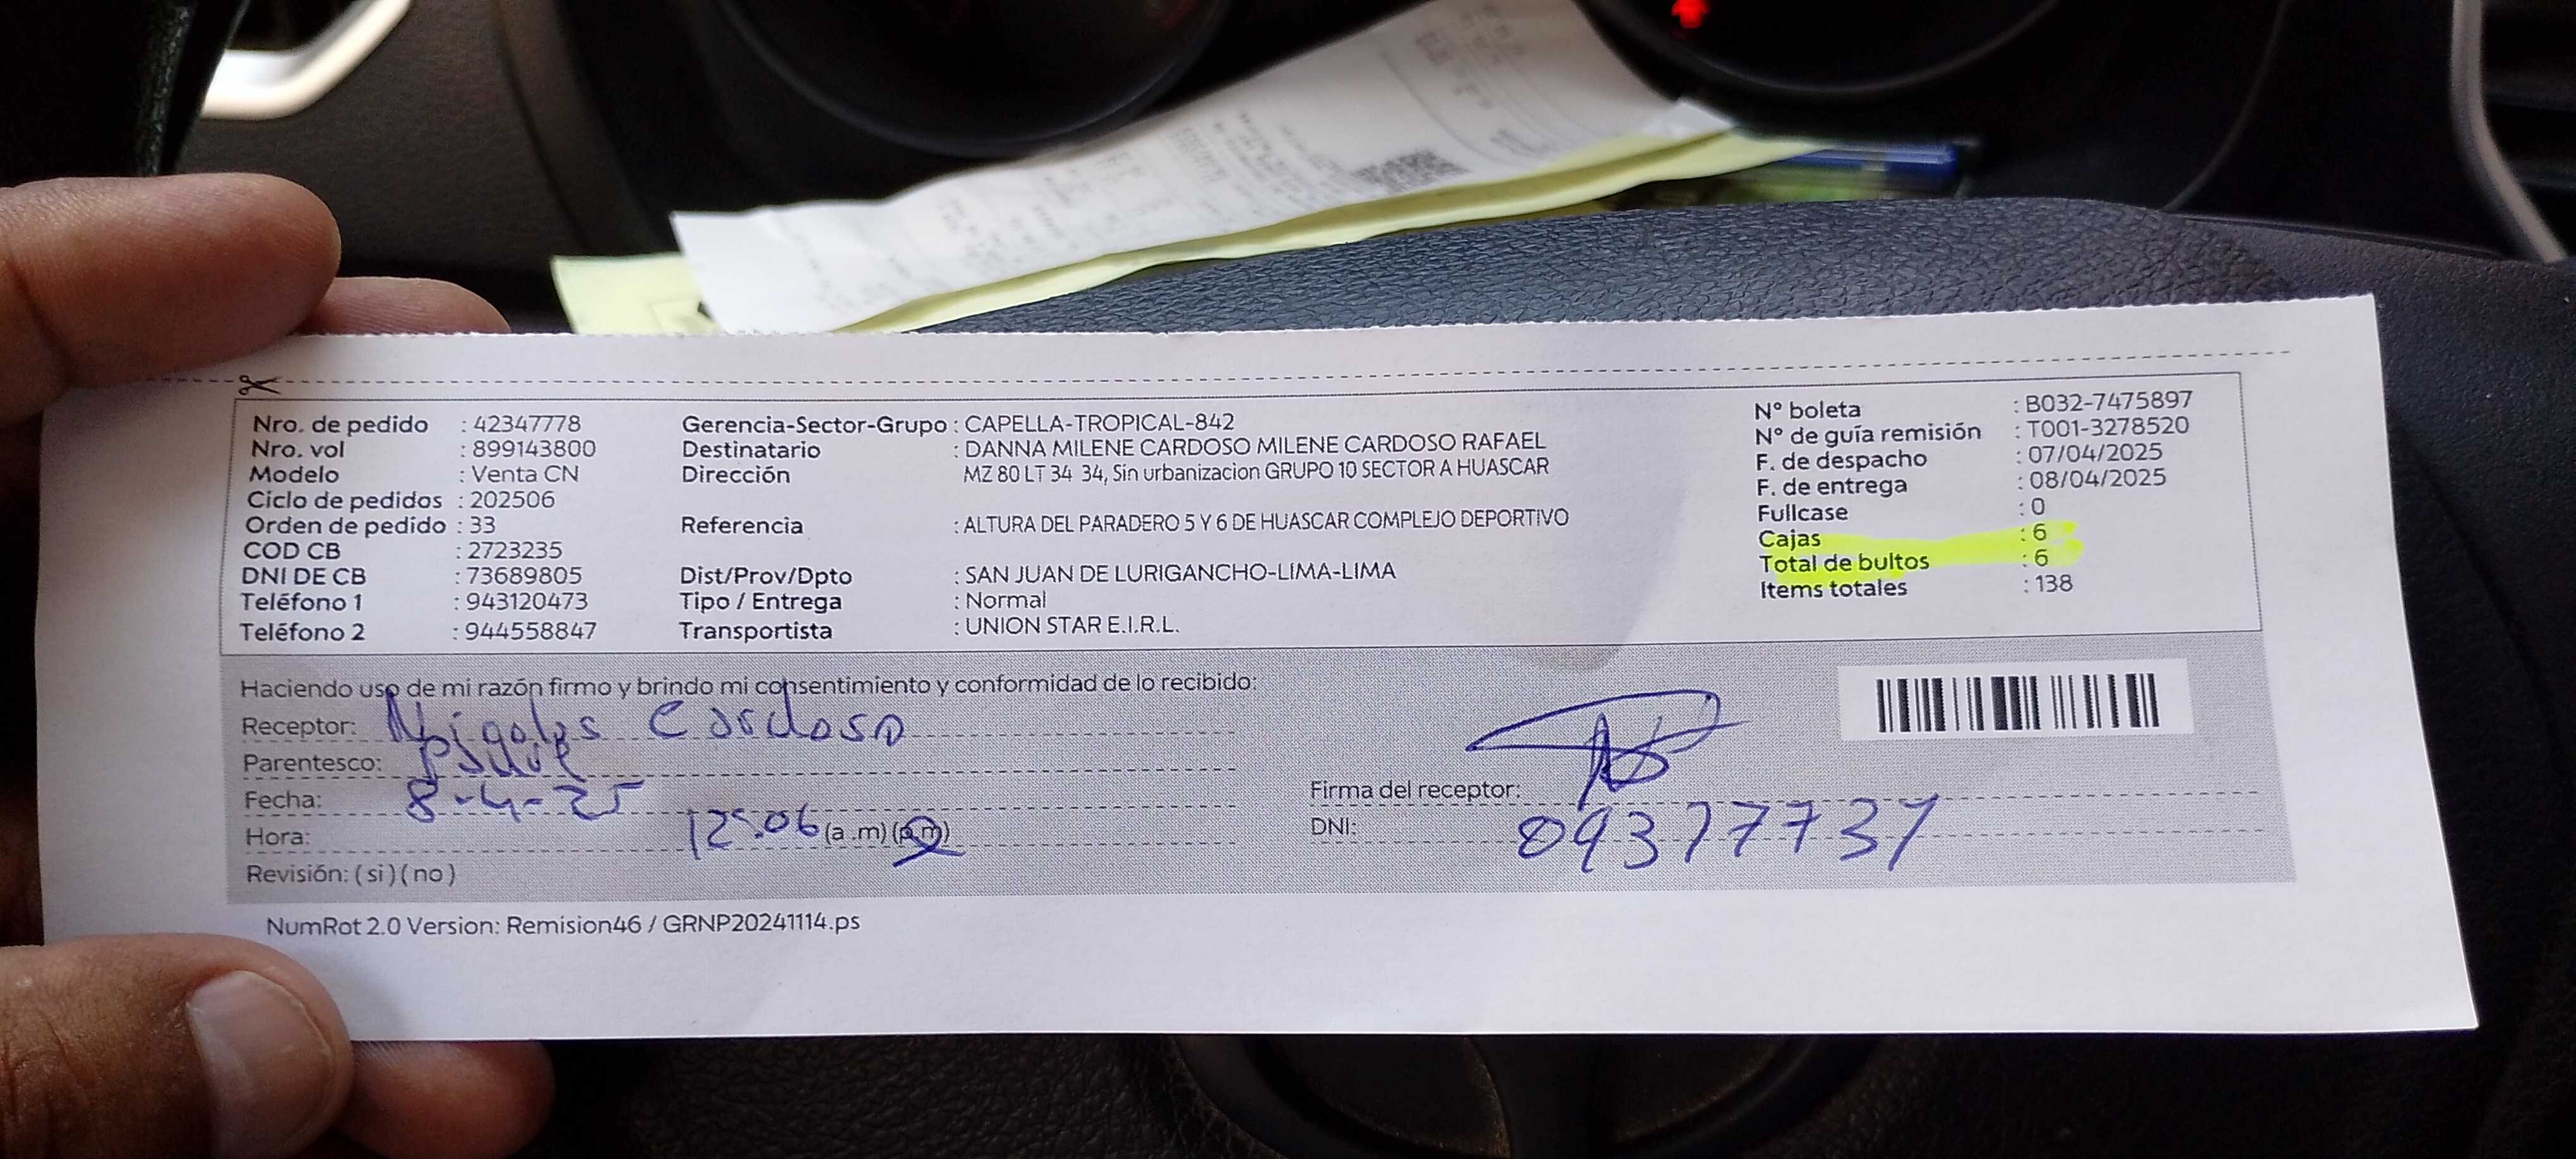 Nro. de pedido : 42347778
Nro. vol : 899143800
Modelo : Venta CN
Ciclo de pedidos : 202506
Orden de pedido : 33
COD CB : 2723235
DNI DE CB : 73689805
Teléfono 1 : 943120473
Teléfono 2 : 944558847
Gerencia-Sector-Grupo : CAPELLA-TROPICAL-842
Destinatario : DANNA MILENE CARDOSO MILENE CARDOSO RAFAEL
Dirección MZ 80 LT 34 34, Sin urbanizacion GRUPO 10 SECTOR A HUASCAR
Referencia : ALTURA DEL PARADERO 5 Y 6 DE HUASCAR COMPLEJO DEPORTIVO
Dist/Prov/Dpto : SAN JUAN DE LURIGANCHO-LIMA-LIMA
Tipo / Entrega : Normal
Transportista : UNION STAR E.I.R.L.
N° boleta : B032-7475897
N° de guía remisión : T001-3278520
F. de despacho : 07/04/2025
F. de entrega : 08/04/2025
Fullcase : 0
Cajas : 6
Total de bultos : 6
Items totales : 138
Haciendo uso de mi razón firmo y brindo mi consentimiento y conformidad de lo recibido:
Receptor: Cardoso
Parentesco:
Fecha: 8-4-25
Hora: 12:06 (a .m) (p.m)
Revisión: ( si ) ( no )
Firma del receptor:
DNI: 09377737
NumRot 2.0 Version: Remision46 / GRNP20241114.ps